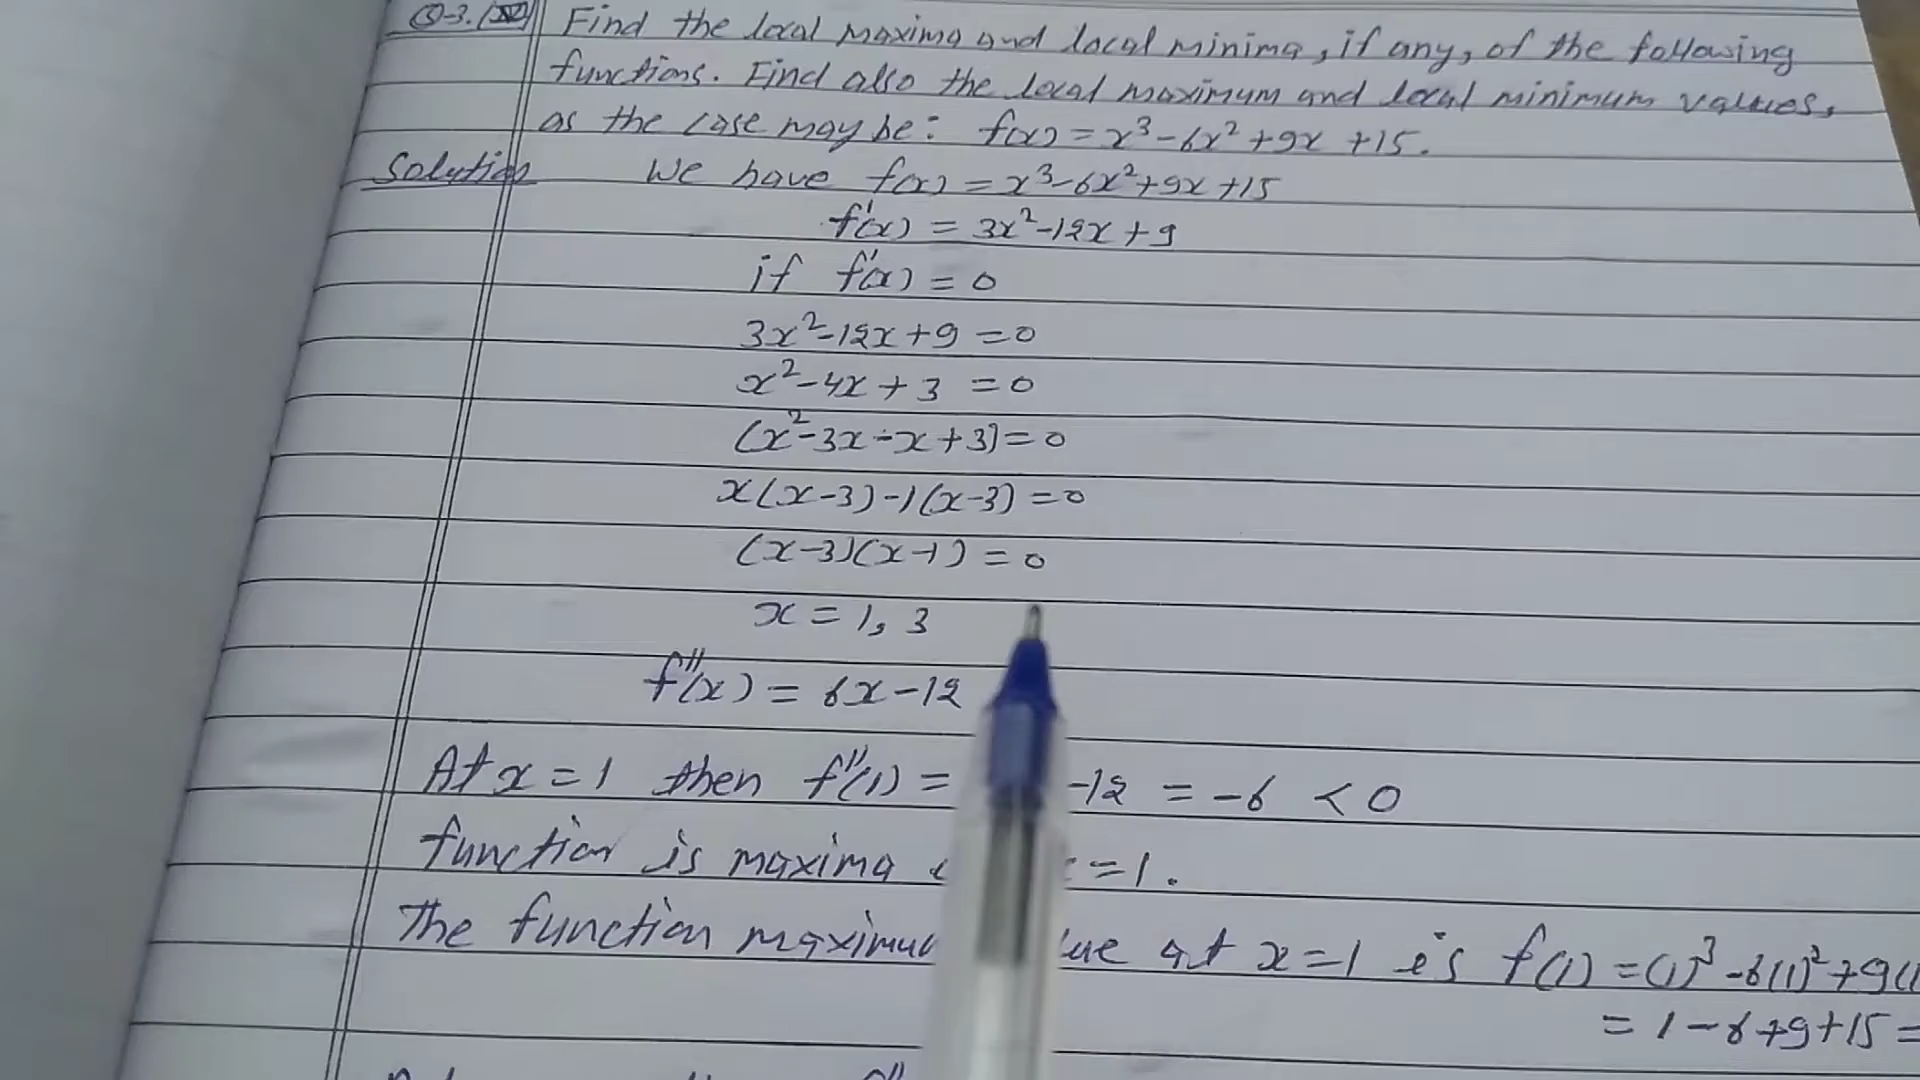 Q-3.(iv) Find the local maxima and local minima, if any, of the following
functions. Find also the local maximum and local minimum values,
as the case may be: f(x) = x³-6x²+9x+15.
Solution We have f(x) = x³-6x²+9x+15
f'(x) = 3x²-12x+9
if f'(x) = 0
3x²-12x+9 = 0
x²-4x+3 = 0
(x²-3x-x+3) = 0
x(x-3)-1(x-3) = 0
(x-3)(x-1) = 0
x = 1, 3
f''(x) = 6x-12
At x = 1 then f''(1) = -12 = -6 < 0
function is maxima = 1.
The function at x=1 is f(1) = (1)³-6(1)²+9(1
= 1-6+9+15 =